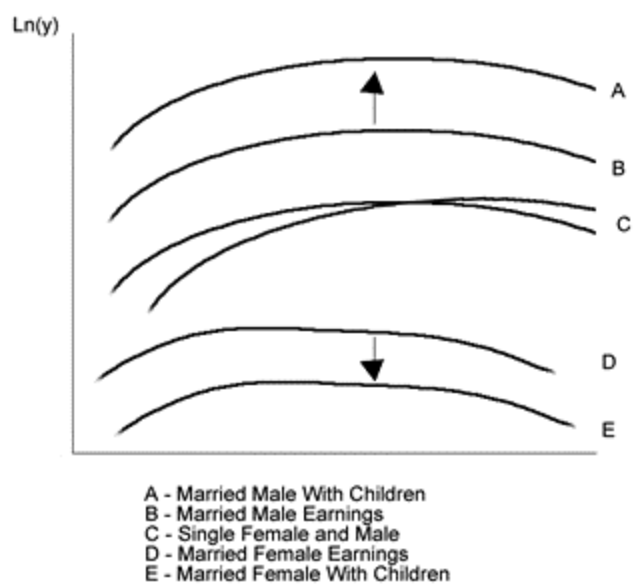 Ln(y)
A
B
C
D
E
A - Married Male With Children
B - Married Male Earnings
C - Single Female and Male
D - Married Female Earnings
E - Married Female With Children